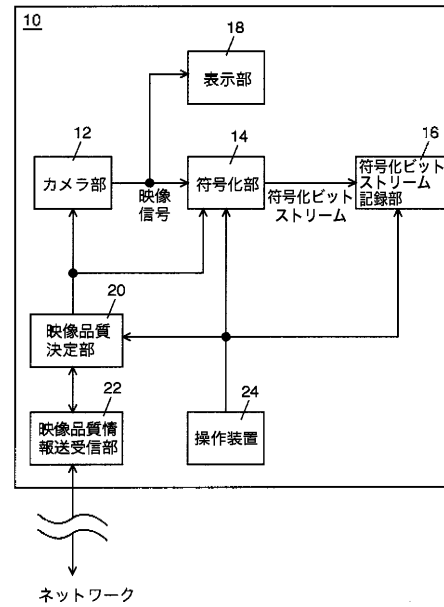 10
18
表示部
12
カメラ部
映像
信号
14
符号化部
符号化ビット
ストリーム
16
符号化ビット
ストリーム
記録部
20
映像品質
決定部
22
映像品質情
報送受信部
24
操作装置
ネットワーク